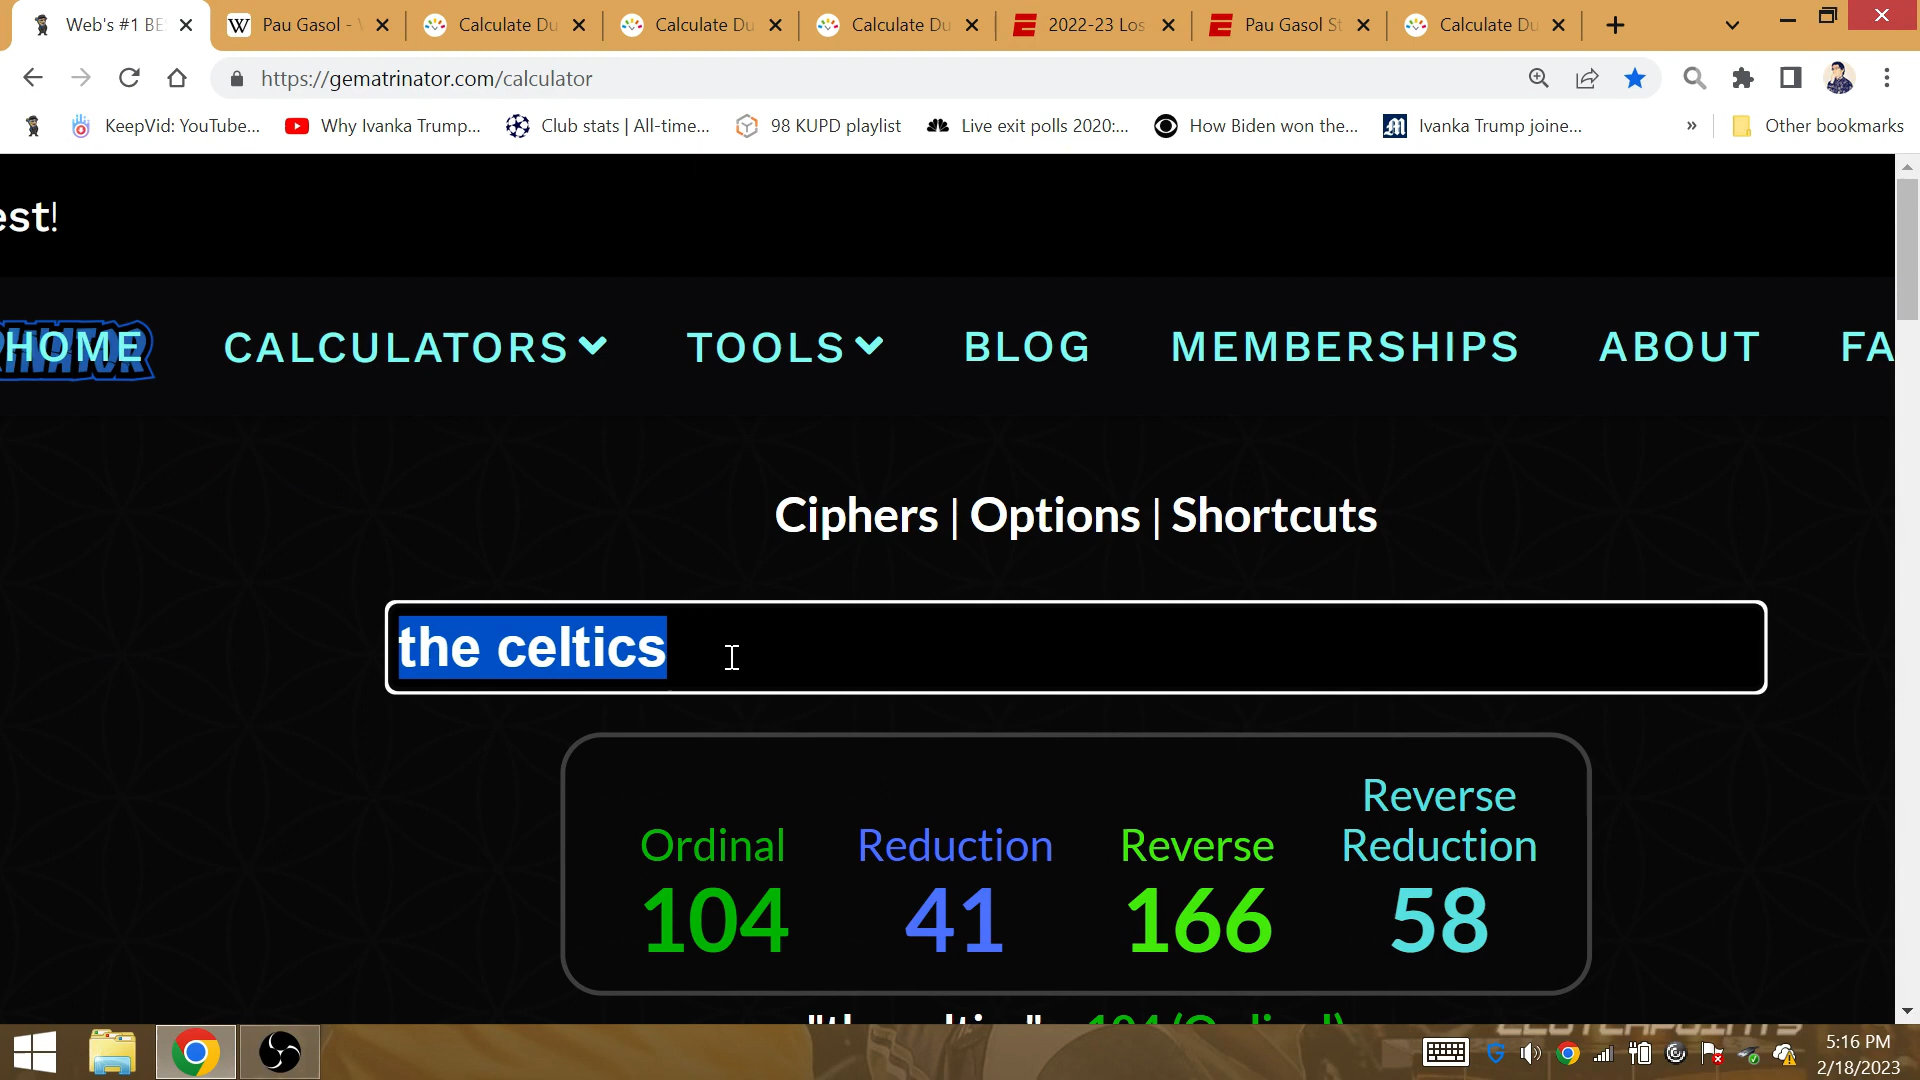 Web's #1 BE
Pau Gasol -
Calculate Du
Calculate Du
Calculate Du
2022-23 Los
Pau Gasol St
Calculate Du
https://gematrinator.com/calculator
KeepVid: YouTube...
Why Ivanka Trump...
Club stats | All-time...
98 KUPD playlist
Live exit polls 2020:...
How Biden won the...
Ivanka Trump joine...
»
Other bookmarks
est!
HOME
CALCULATORS
TOOLS
BLOG
MEMBERSHIPS
ABOUT
FA
Ciphers | Options | Shortcuts
the celtics
Ordinal
Reduction
Reverse
Reverse
Reduction
104
41
166
58
CLUTCHPOINTS
5:16 PM
2/18/2023